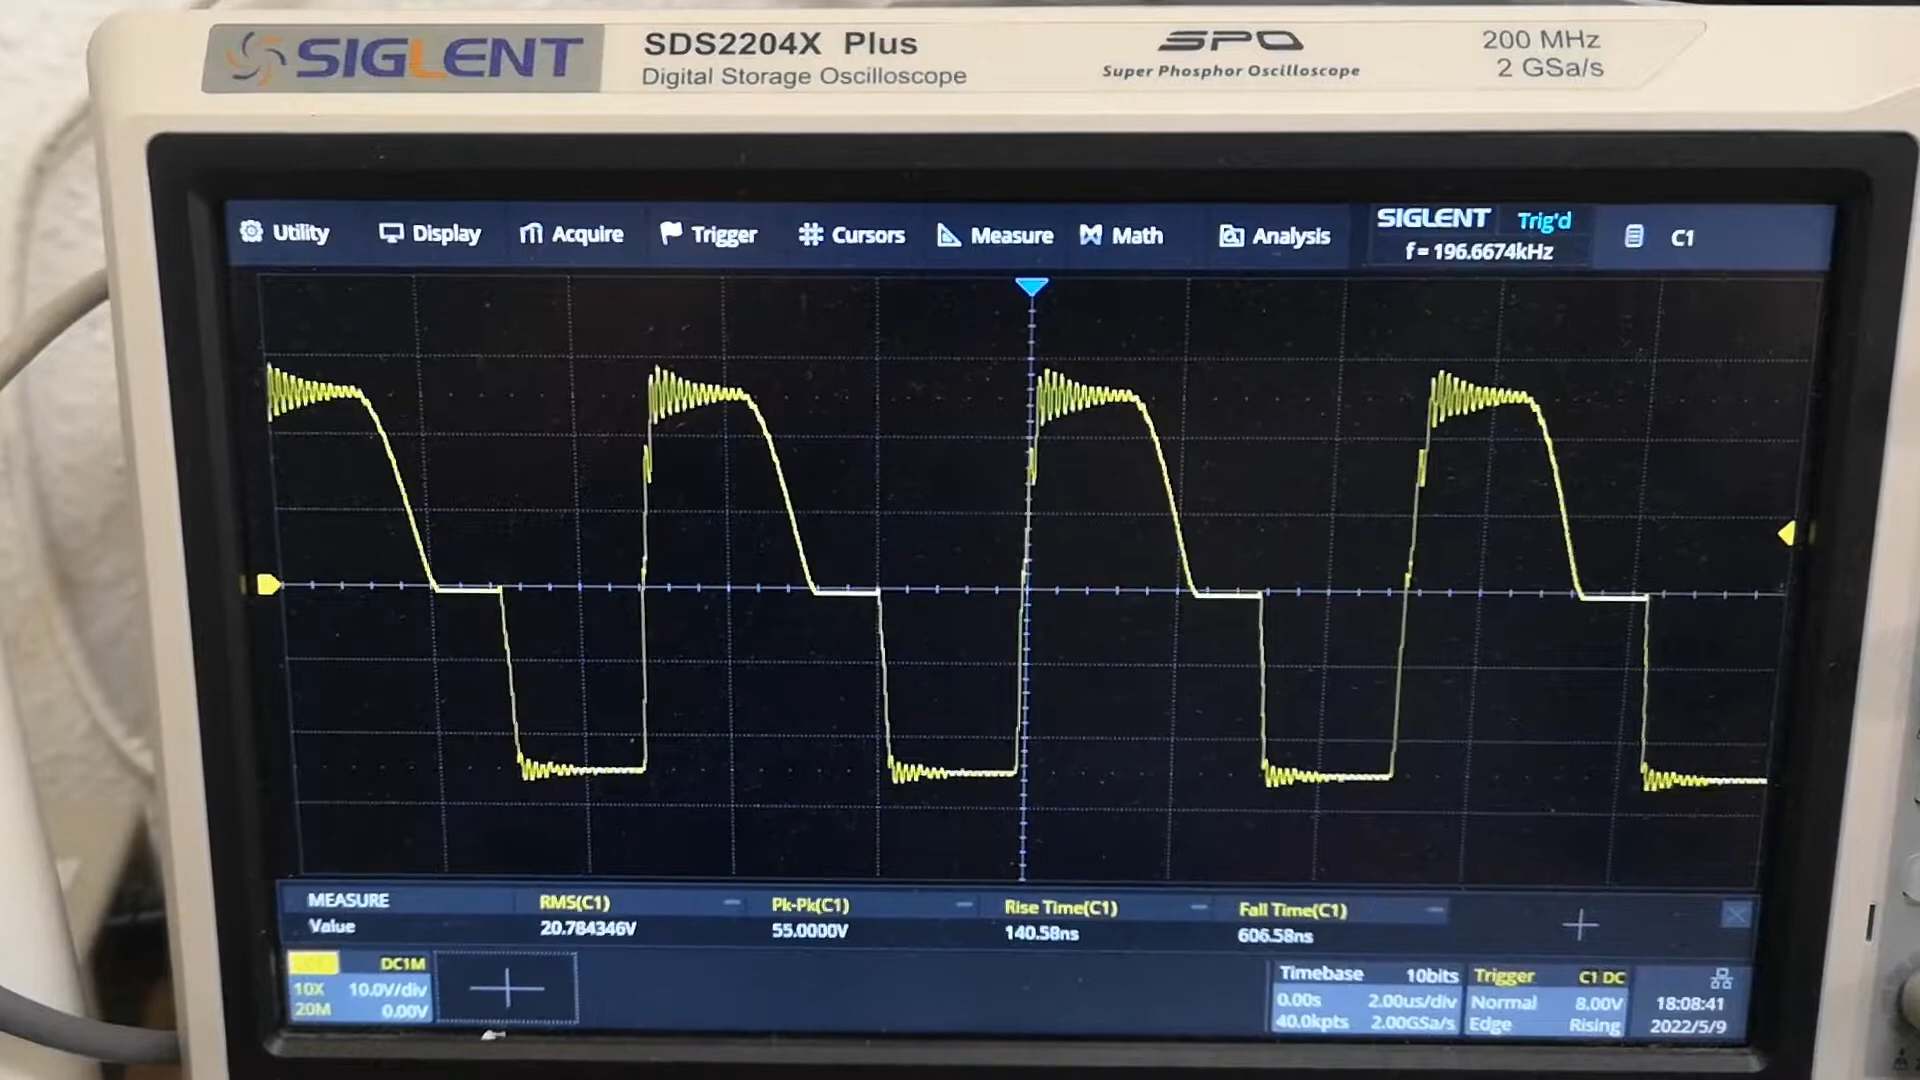 SIGLENT
SDS2204X Plus
Digital Storage Oscilloscope
SPO
Super Phosphor Oscilloscope
200 MHz
2 GSa/s
Utility Display Acquire Trigger Cursors Measure Math Analysis
SIGLENT Trig'd
f = 196.6674kHz
C1
MEASURE RMS(C1) Pk-Pk(C1) Rise Time(C1) Fall Time(C1)
Value 20.784346V 55.0000V 140.58ns 606.58ns
DC1M
10X 10.0V/div
20M 0.00V
Timebase 10bits
0.00s 2.00us/div
40.0kpts 2.00GSa/s
Trigger C1 DC
Normal 8.00V
Edge Rising
18:08:41
2022/5/9